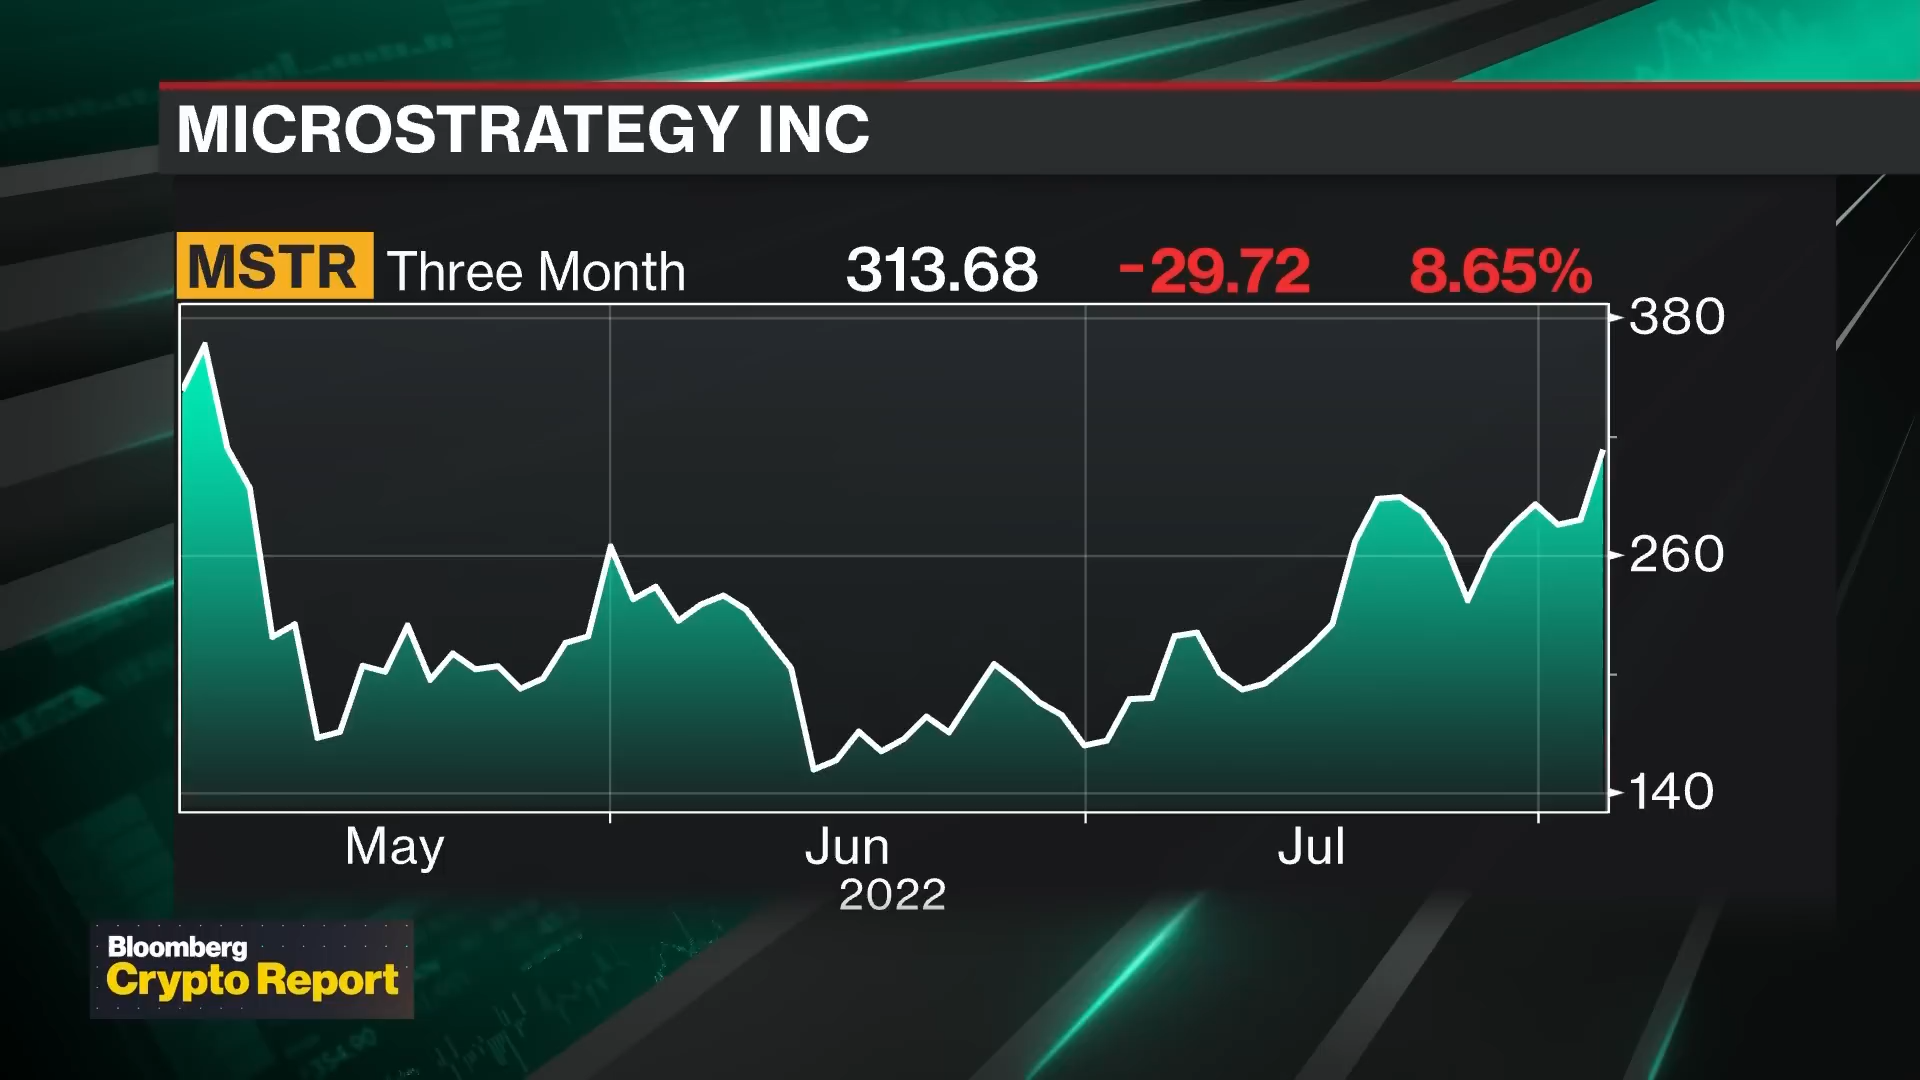 MICROSTRATEGY INC
MSTR Three Month 313.68 -29.72 8.65%
380
260
140
May Jun Jul
2022
Bloomberg
Crypto Report